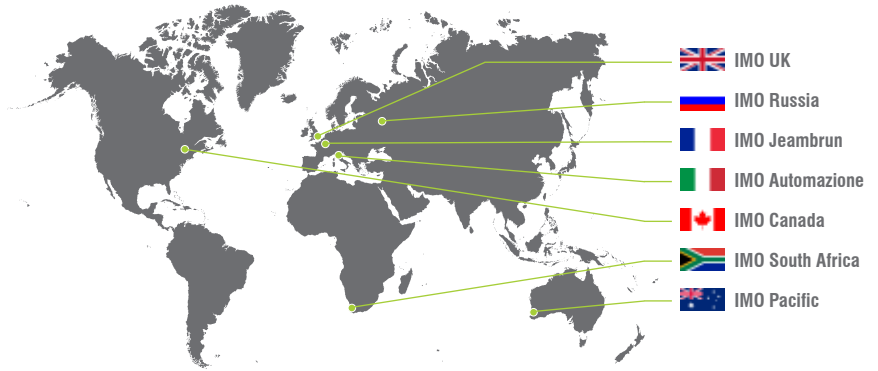 IMO UK
IMO Russia
IMO Jeambrun
IMO Automazione
IMO Canada
IMO South Africa
IMO Pacific